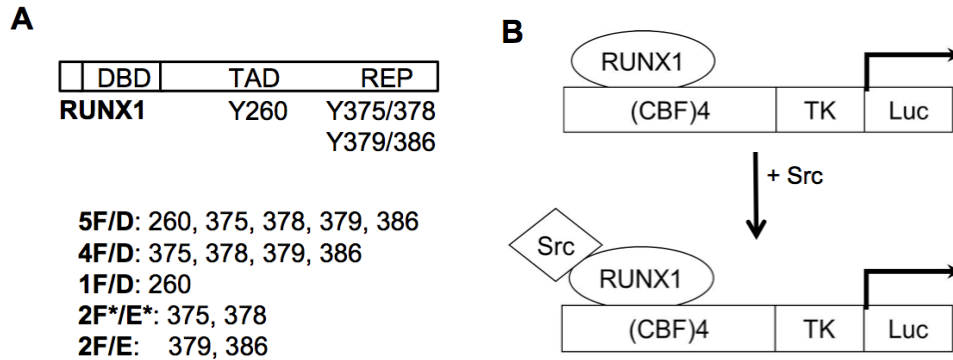 A
DBD TAD REP
RUNX1 Y260 Y375/378
Y379/386
5F/D: 260, 375, 378, 379, 386
4F/D: 375, 378, 379, 386
1F/D: 260
2F*/E*: 375, 378
2F/E: 379, 386
B
RUNX1
(CBF)4 TK Luc
+ Src
Src
RUNX1
(CBF)4 TK Luc